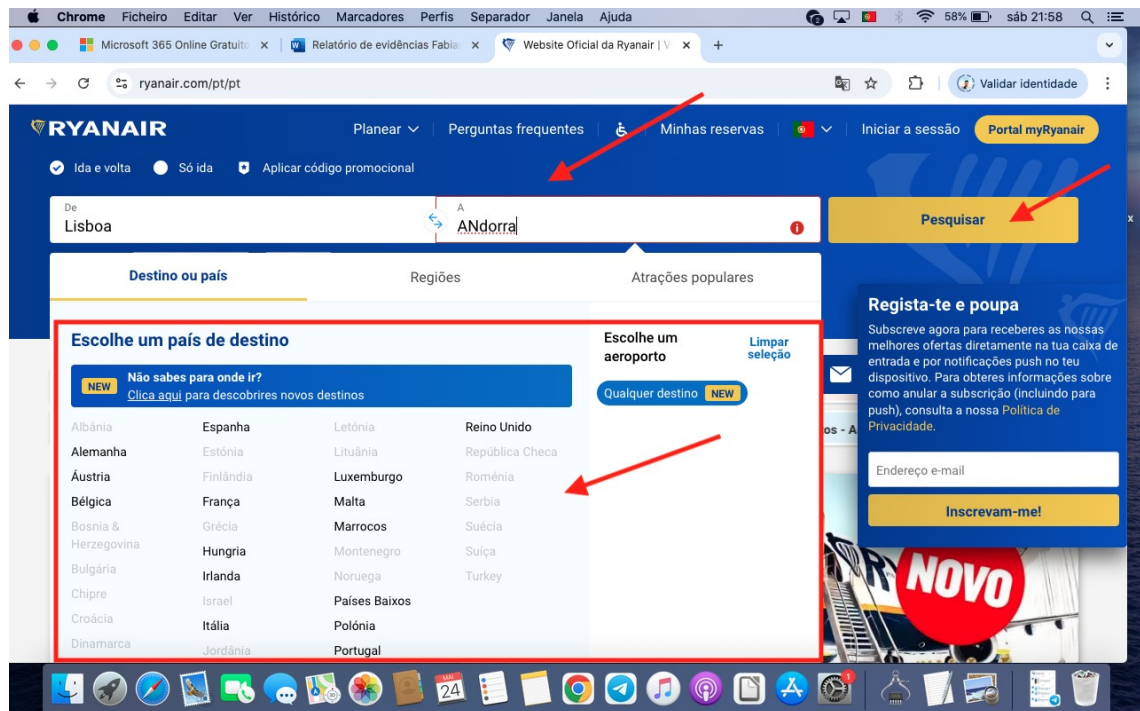 Chrome Ficheiro Editar Ver Histórico Marcadores Perfis Separador Janela Ajuda 58% sáb 21:58
Microsoft 365 Online Gratuito Relatório de evidências Fabia Website Oficial da Ryanair | V
ryanair.com/pt/pt Validar identidade
RYANAIR Planear Perguntas frequentes Minhas reservas Iniciar a sessão Portal myRyanair
Ida e volta Só ida Aplicar código promocional
De
Lisboa
A
ANdorra
Pesquisar
Destino ou país Regiões Atrações populares
Escolhe um país de destino
NEW Não sabes para onde ir?
Clica aqui para descobrires novos destinos
Albânia
Alemanha
Áustria
Bélgica
Bosnia &
Herzegovina
Bulgária
Chipre
Croácia
Dinamarca
Espanha
Estónia
Finlândia
França
Grécia
Hungria
Irlanda
Israel
Itália
Jordânia
Letónia
Lituânia
Luxemburgo
Malta
Marrocos
Montenegro
Noruega
Países Baixos
Polónia
Portugal
Reino Unido
República Checa
Roménia
Serbia
Suécia
Suíça
Turkey
Escolhe um
aeroporto
Limpar
seleção
Qualquer destino NEW
Regista-te e poupa
Subscreve agora para receberes as nossas
melhores ofertas diretamente na tua caixa de
entrada e por notificações push no teu
dispositivo. Para obteres informações sobre
como anular a subscrição (incluindo para
push), consulta a nossa Política de
Privacidade.
Endereço e-mail
Inscrevam-me!
os - A
NOVO
MAI
24
1